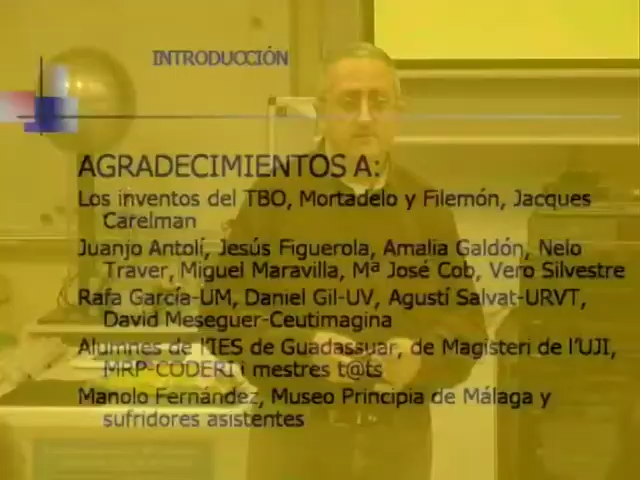 INTRODUCCIÓN
AGRADECIMIENTOS A:
Los inventos del TBO, Mortadelo y Filemón, Jacques
Carelman
Juanjo Antolí, Jesús Figuerola, Amalia Galdón, Nelo
Traver, Miguel Maravilla, Mª José Cob, Vero Silvestre
Rafa García-UM, Daniel Gil-UV, Agustí Salvat-URVT,
David Meseguer-Ceutimagina
Alumnes de l'IES de Guadassuar, de Magisteri de l'UJI,
MRP-CODERI i mestres t@ts
Manolo Fernández, Museo Principia de Málaga y
sufridores asistentes